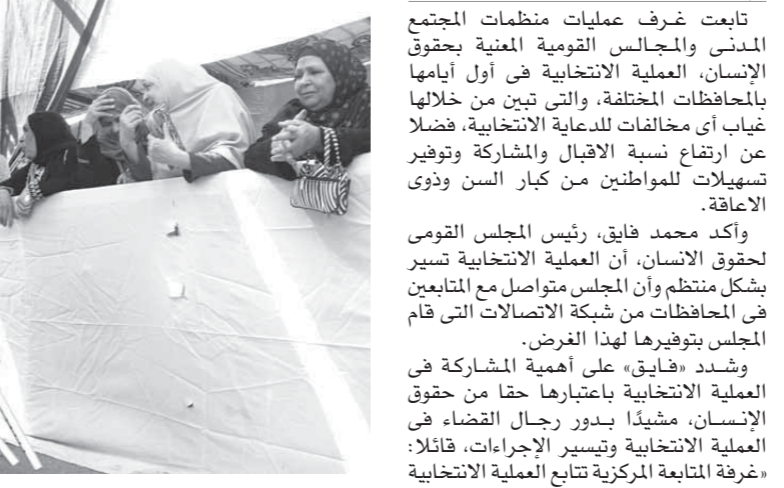 تابعت غرف عمليات منظمات المجتمع
المدنى والمجالس القومية المعنية بحقوق
الإنسان، العملية الانتخابية فى أول أيامها
بالمحافظات المختلفة، والتى تبين من خلالها
غياب أى مخالفات للدعاية الانتخابية، فضلا
عن ارتفاع نسبة الاقبال والمشاركة وتوفير
تسهيلات للمواطنين من كبار السن وذوى
الاعاقة.
وأكد محمد فايق، رئيس المجلس القومى
لحقوق الانسان، أن العملية الانتخابية تسير
بشكل منتظم وأن المجلس متواصل مع المتابعين
فى المحافظات من شبكة الاتصالات التى قام
المجلس بتوفيرها لهذا الغرض.
وشدد «فايق» على أهمية المشاركة فى
العملية الانتخابية باعتبارها حقا من حقوق
الإنسان، مشيدًا بدور رجال القضاء فى
العملية الانتخابية وتيسير الإجراءات، قائلا:
«غرفة المتابعة المركزية تتابع العملية الانتخابية